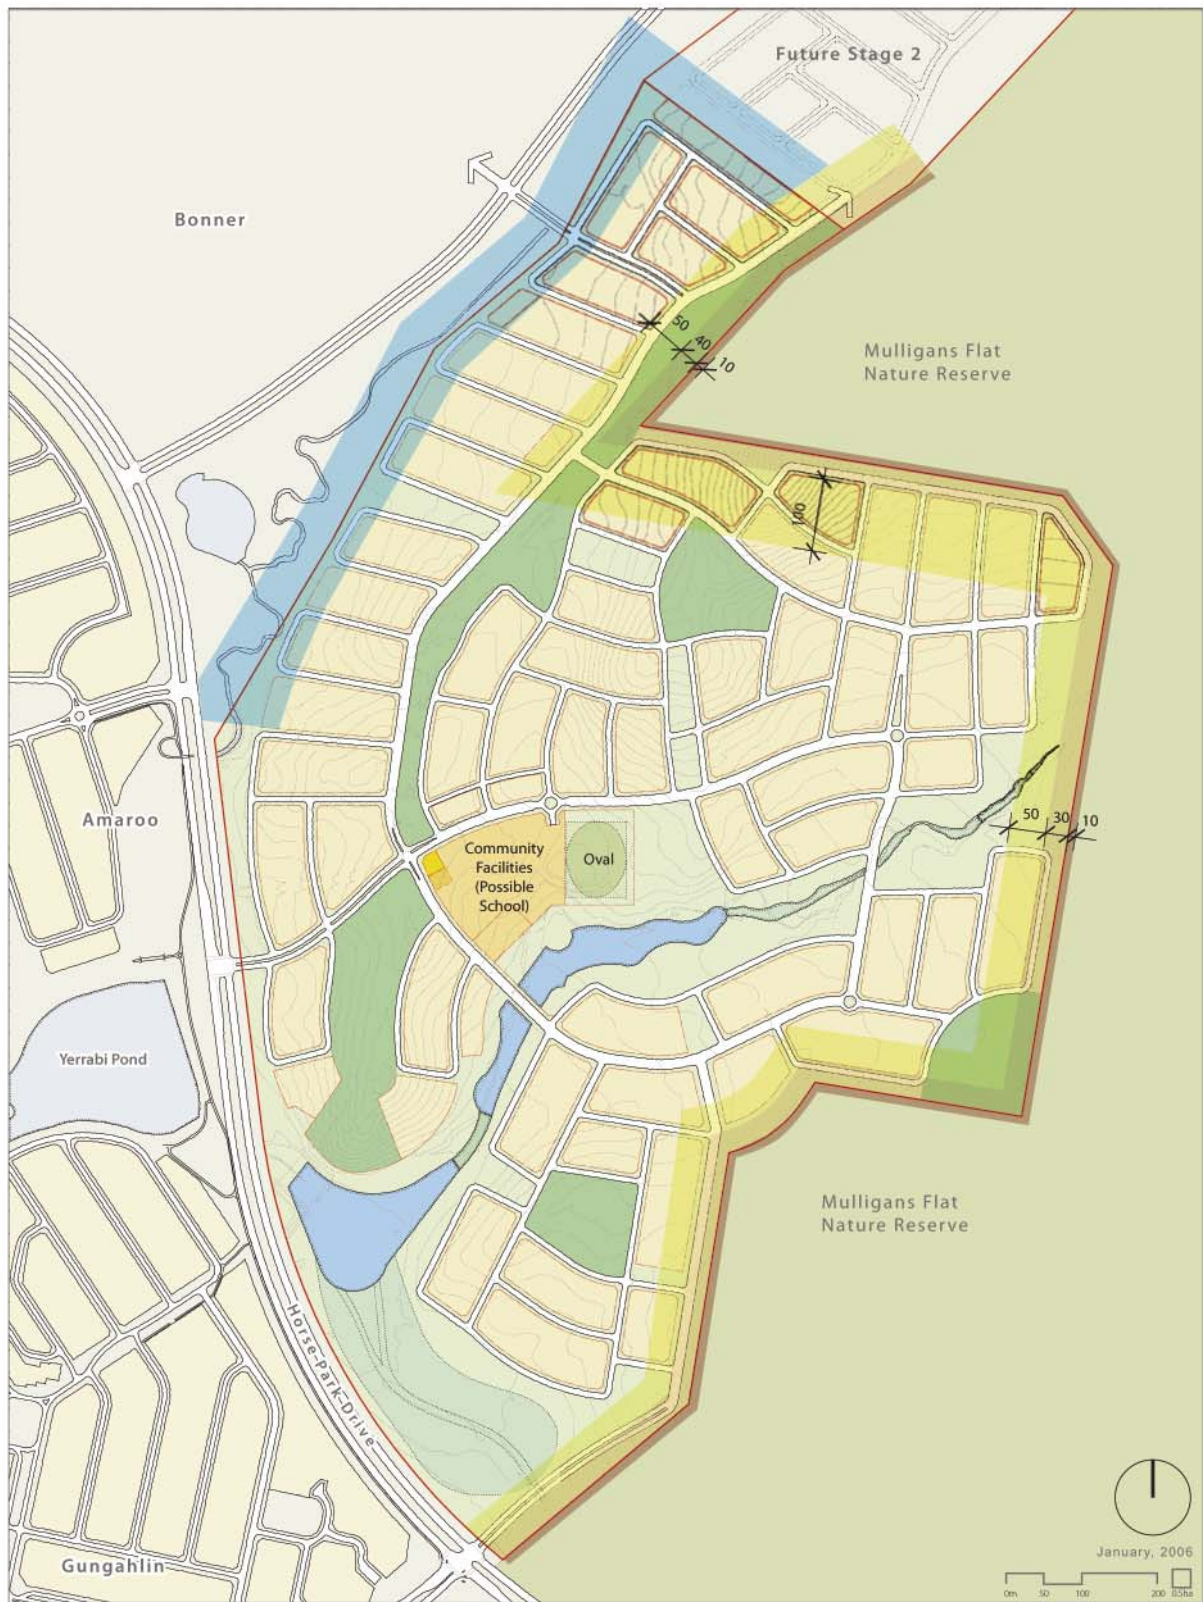 Future Stage 2
Bonner
Mulligans Flat
Nature Reserve
50
40
10
100
Amaroo
Community
Facilities
(Possible
School)
Oval
50
30
10
Yerrabi Pond
Mulligans Flat
Nature Reserve
Horse Park Drive
Gungahlin
January, 2006
0m
50
100
200
0.5ha